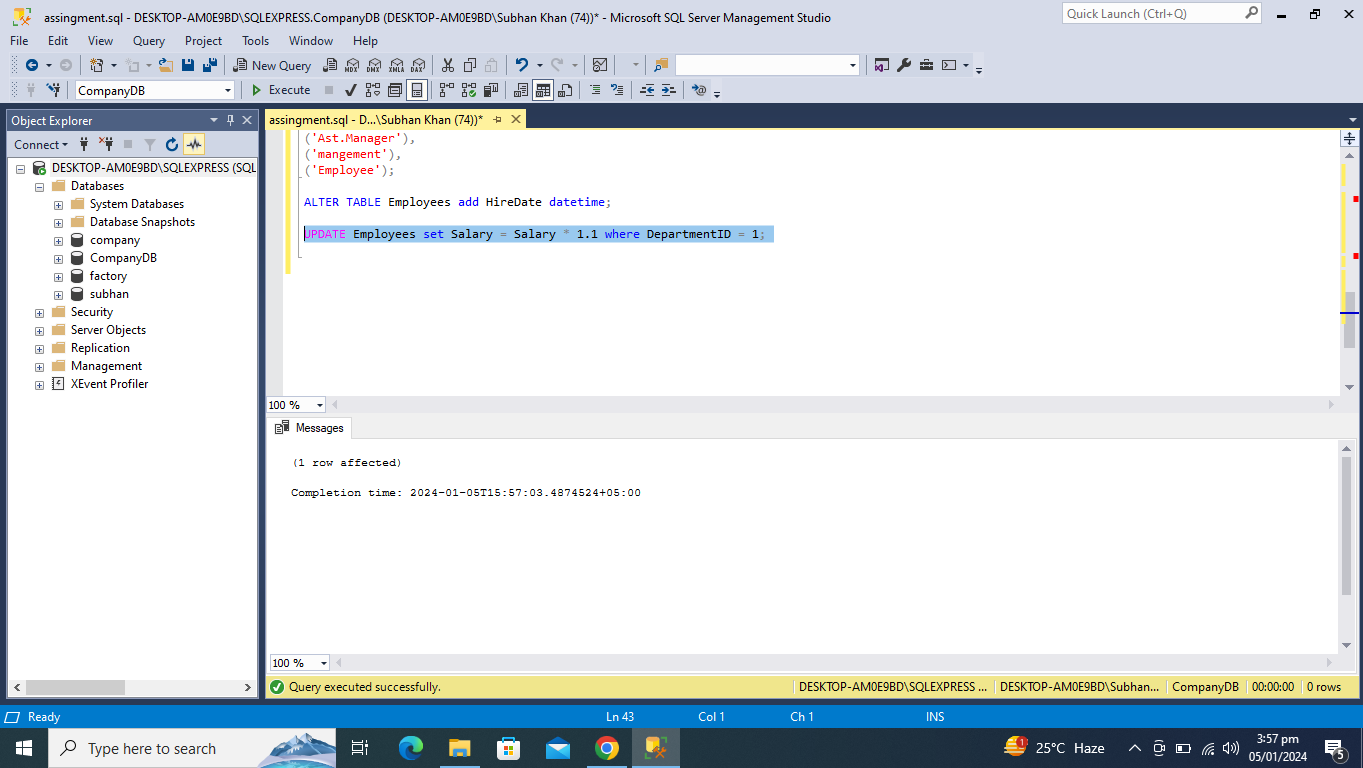 assingment.sql - DESKTOP-AM0E9BD\SQLEXPRESS.CompanyDB (DESKTOP-AM0E9BD\Subhan Khan (74))* - Microsoft SQL Server Management Studio
Quick Launch (Ctrl+Q)
File Edit View Query Project Tools Window Help
New Query
MDX DMX XMLA DAX
CompanyDB
Execute
Object Explorer
assingment.sql - D...\Subhan Khan (74))*
Connect
DESKTOP-AM0E9BD\SQLEXPRESS (SQL
Databases
System Databases
Database Snapshots
company
CompanyDB
factory
subhan
Security
Server Objects
Replication
Management
XEvent Profiler
('Ast.Manager'),
('mangement'),
('Employee');
ALTER TABLE Employees add HireDate datetime;
UPDATE Employees set Salary = Salary * 1.1 where DepartmentID = 1;
100 %
Messages
(1 row affected)
Completion time: 2024-01-05T15:57:03.4874524+05:00
100 %
Query executed successfully.
DESKTOP-AM0E9BD\SQLEXPRESS ...
DESKTOP-AM0E9BD\Subhan...
CompanyDB
00:00:00
0 rows
Ready
Ln 43
Col 1
Ch 1
INS
Type here to search
1
25°C Haze
3:57 pm
05/01/2024
5